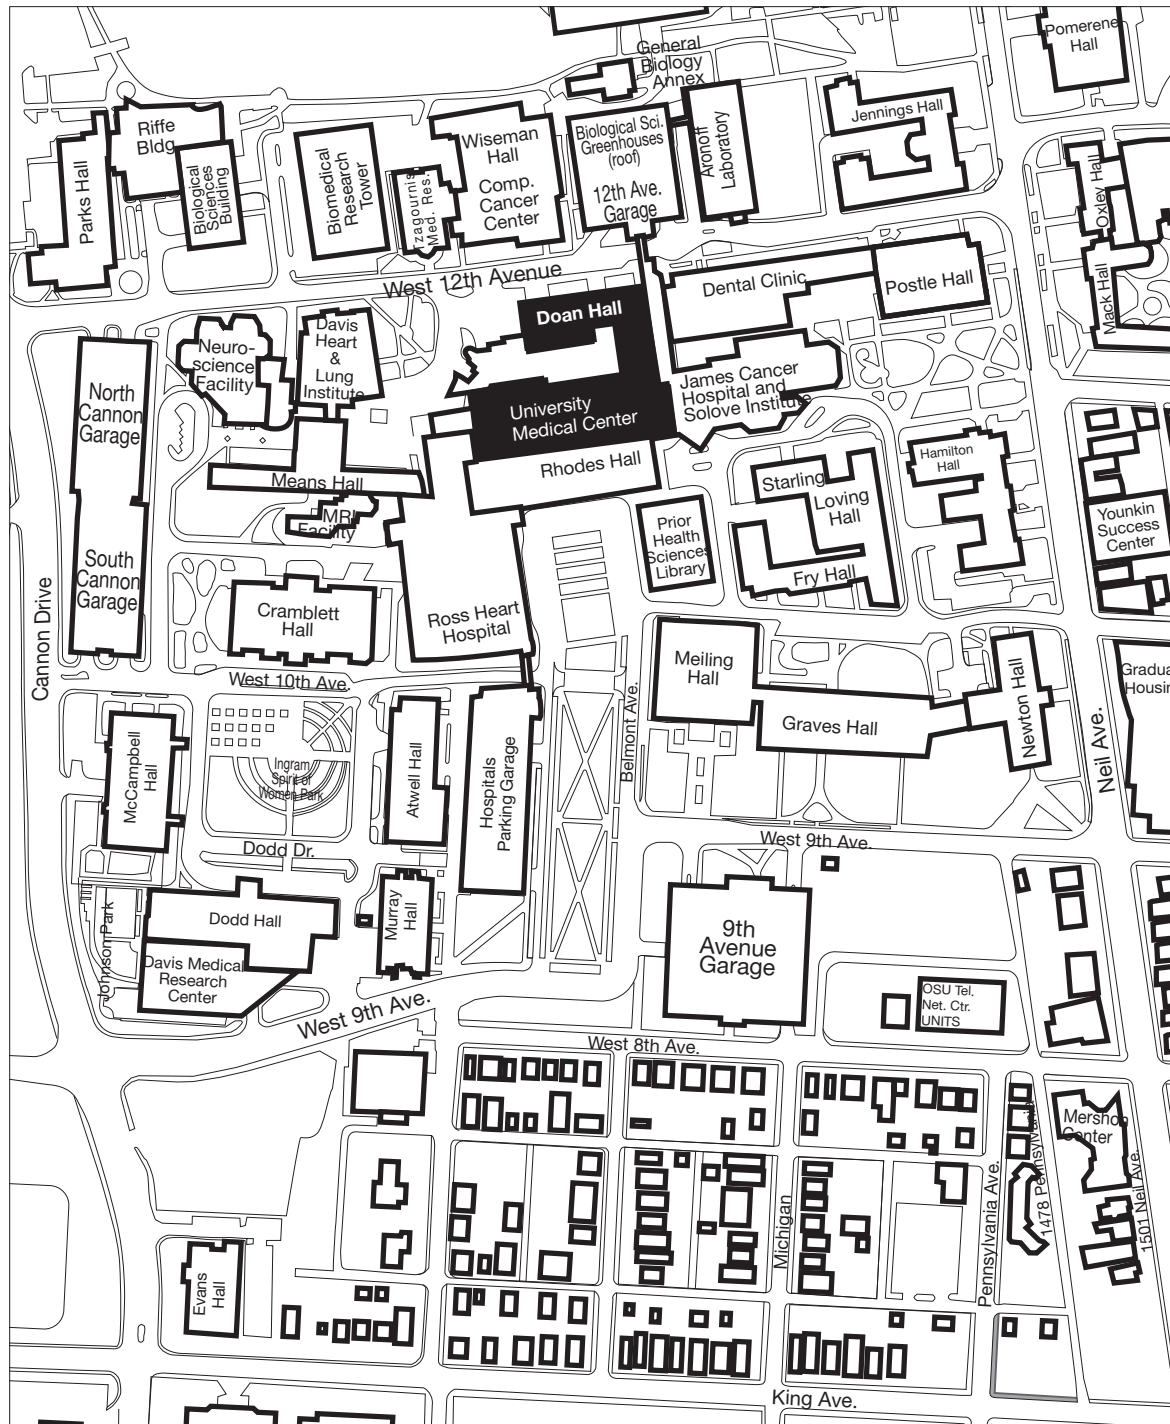 General
Biology
Annex
Pomerene
Hall
Riffe
Bldg.
Parks Hall
Biological
Sciences
Building
Biomedical
Research
Tower
Tzagournis
Med. Res.
Wiseman
Hall
Comp.
Cancer
Center
Biological Sci.
Greenhouses
(roof)
12th Ave.
Garage
Aronoff
Laboratory
Jennings Hall
Oxley Hall
Mack Hall
West 12th Avenue
Dental Clinic
Postle Hall
Doan Hall
University
Medical Center
Neuro-
science
Facility
Davis
Heart
&
Lung
Institute
North
Cannon
Garage
South
Cannon
Garage
James Cancer
Hospital and
Solove Institute
Rhodes Hall
Means Hall
MRI
Facility
Starling
Loving
Hall
Fry Hall
Hamilton
Hall
Younkin
Success
Center
Prior
Health
Sciences
Library
Cramblett
Hall
Ross Heart
Hospital
Cannon Drive
West 10th Ave.
Meiling
Hall
Graves Hall
Newton Hall
Gradua
Housin
Belmont Ave.
Neil Ave.
McCampbell
Hall
Ingram
Spirit of
Women Park
Atwell Hall
Hospitals
Parking Garage
Dodd Dr.
West 9th Ave.
Johnson Park
Dodd Hall
Davis Medical
Research
Center
Murray
Hall
9th
Avenue
Garage
OSU Tel.
Net. Ctr.
UNITS
West 9th Ave.
West 8th Ave.
Mershon
Center
1478 Pennsylvania
1501 Neil Ave.
Pennsylvania Ave.
Michigan
Evans
Hall
King Ave.